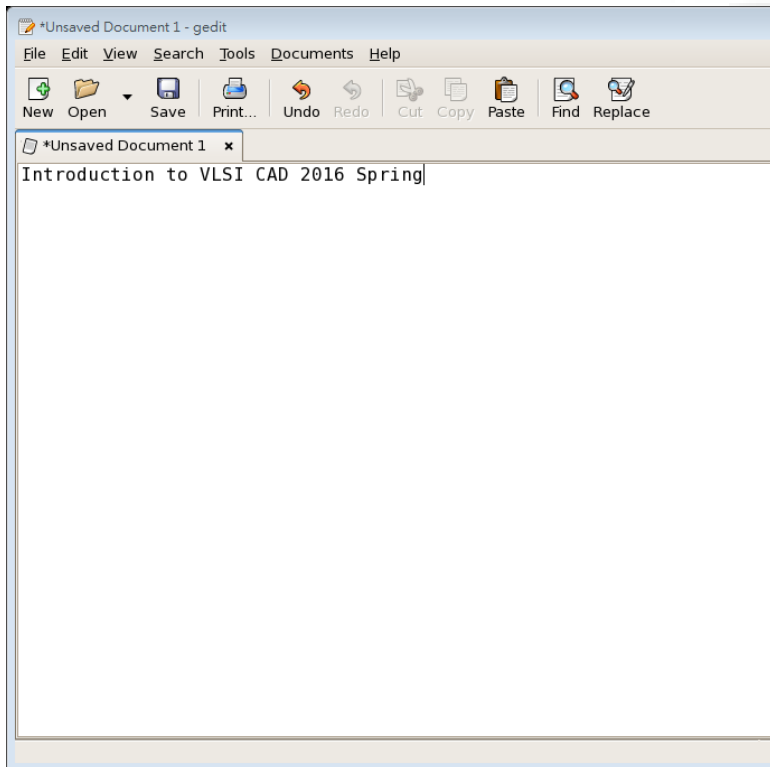 *Unsaved Document 1 - gedit
File Edit View Search Tools Documents Help
New Open Save Print... Undo Redo Cut Copy Paste Find Replace
*Unsaved Document 1
Introduction to VLSI CAD 2016 Spring